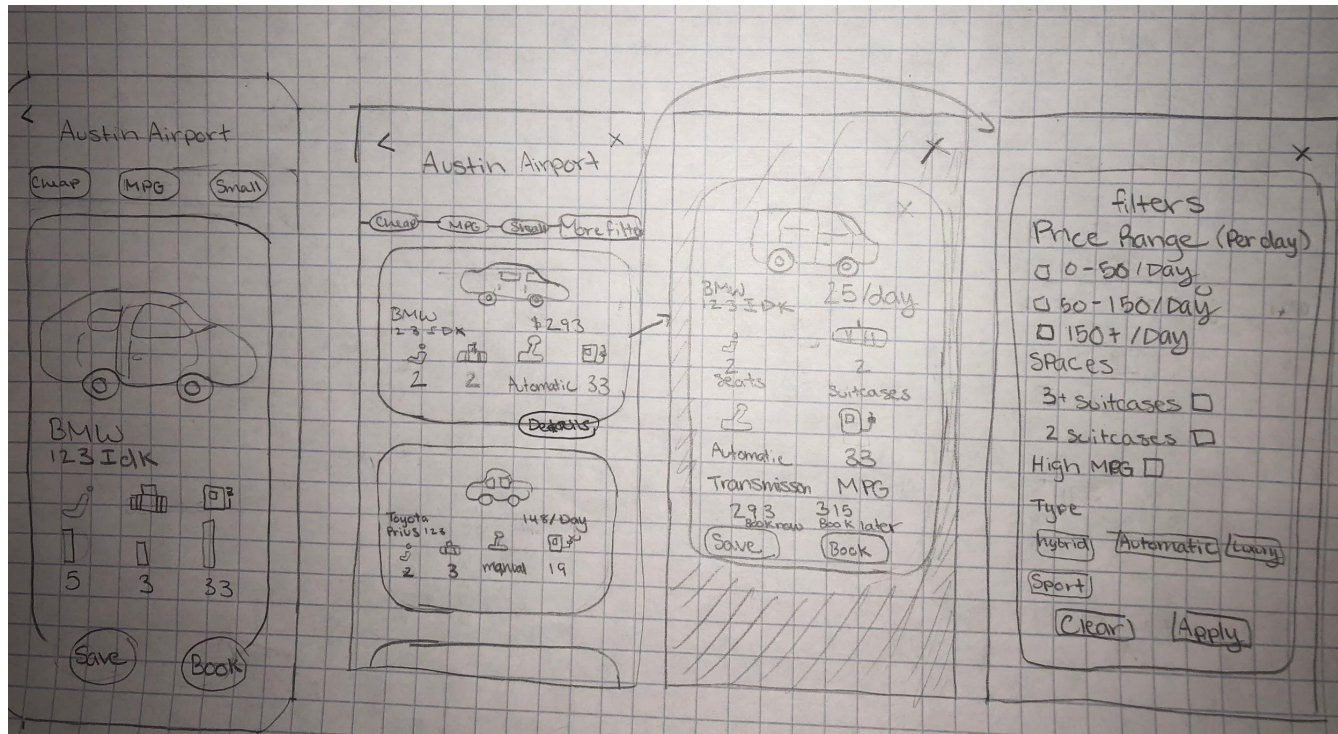 <
Austin Airport
Cheap MPG Small
BMW
123 Idk
5 3 33
Save Book
< X
Austin Airport
Cheap MPG Small More filte
BMW
123 IDK $293
2 2 Automatic 33
Details
Toyota 148/Day
Prius 123
2 3 manual 19
X
X
BMW 25/day
123 IDK
2 2
Seats Suitcases
Automatic 33
Transmisson MPG
293 315
Book now Book later
Save Book
X
filters
Price Range (Per day)
0-50/Day
50-150/Day
150+/Day
Spaces
3+ suitcases
2 suitcases
High MPG
Type
hybrid Automatic Luxury
Sport
Clear Apply